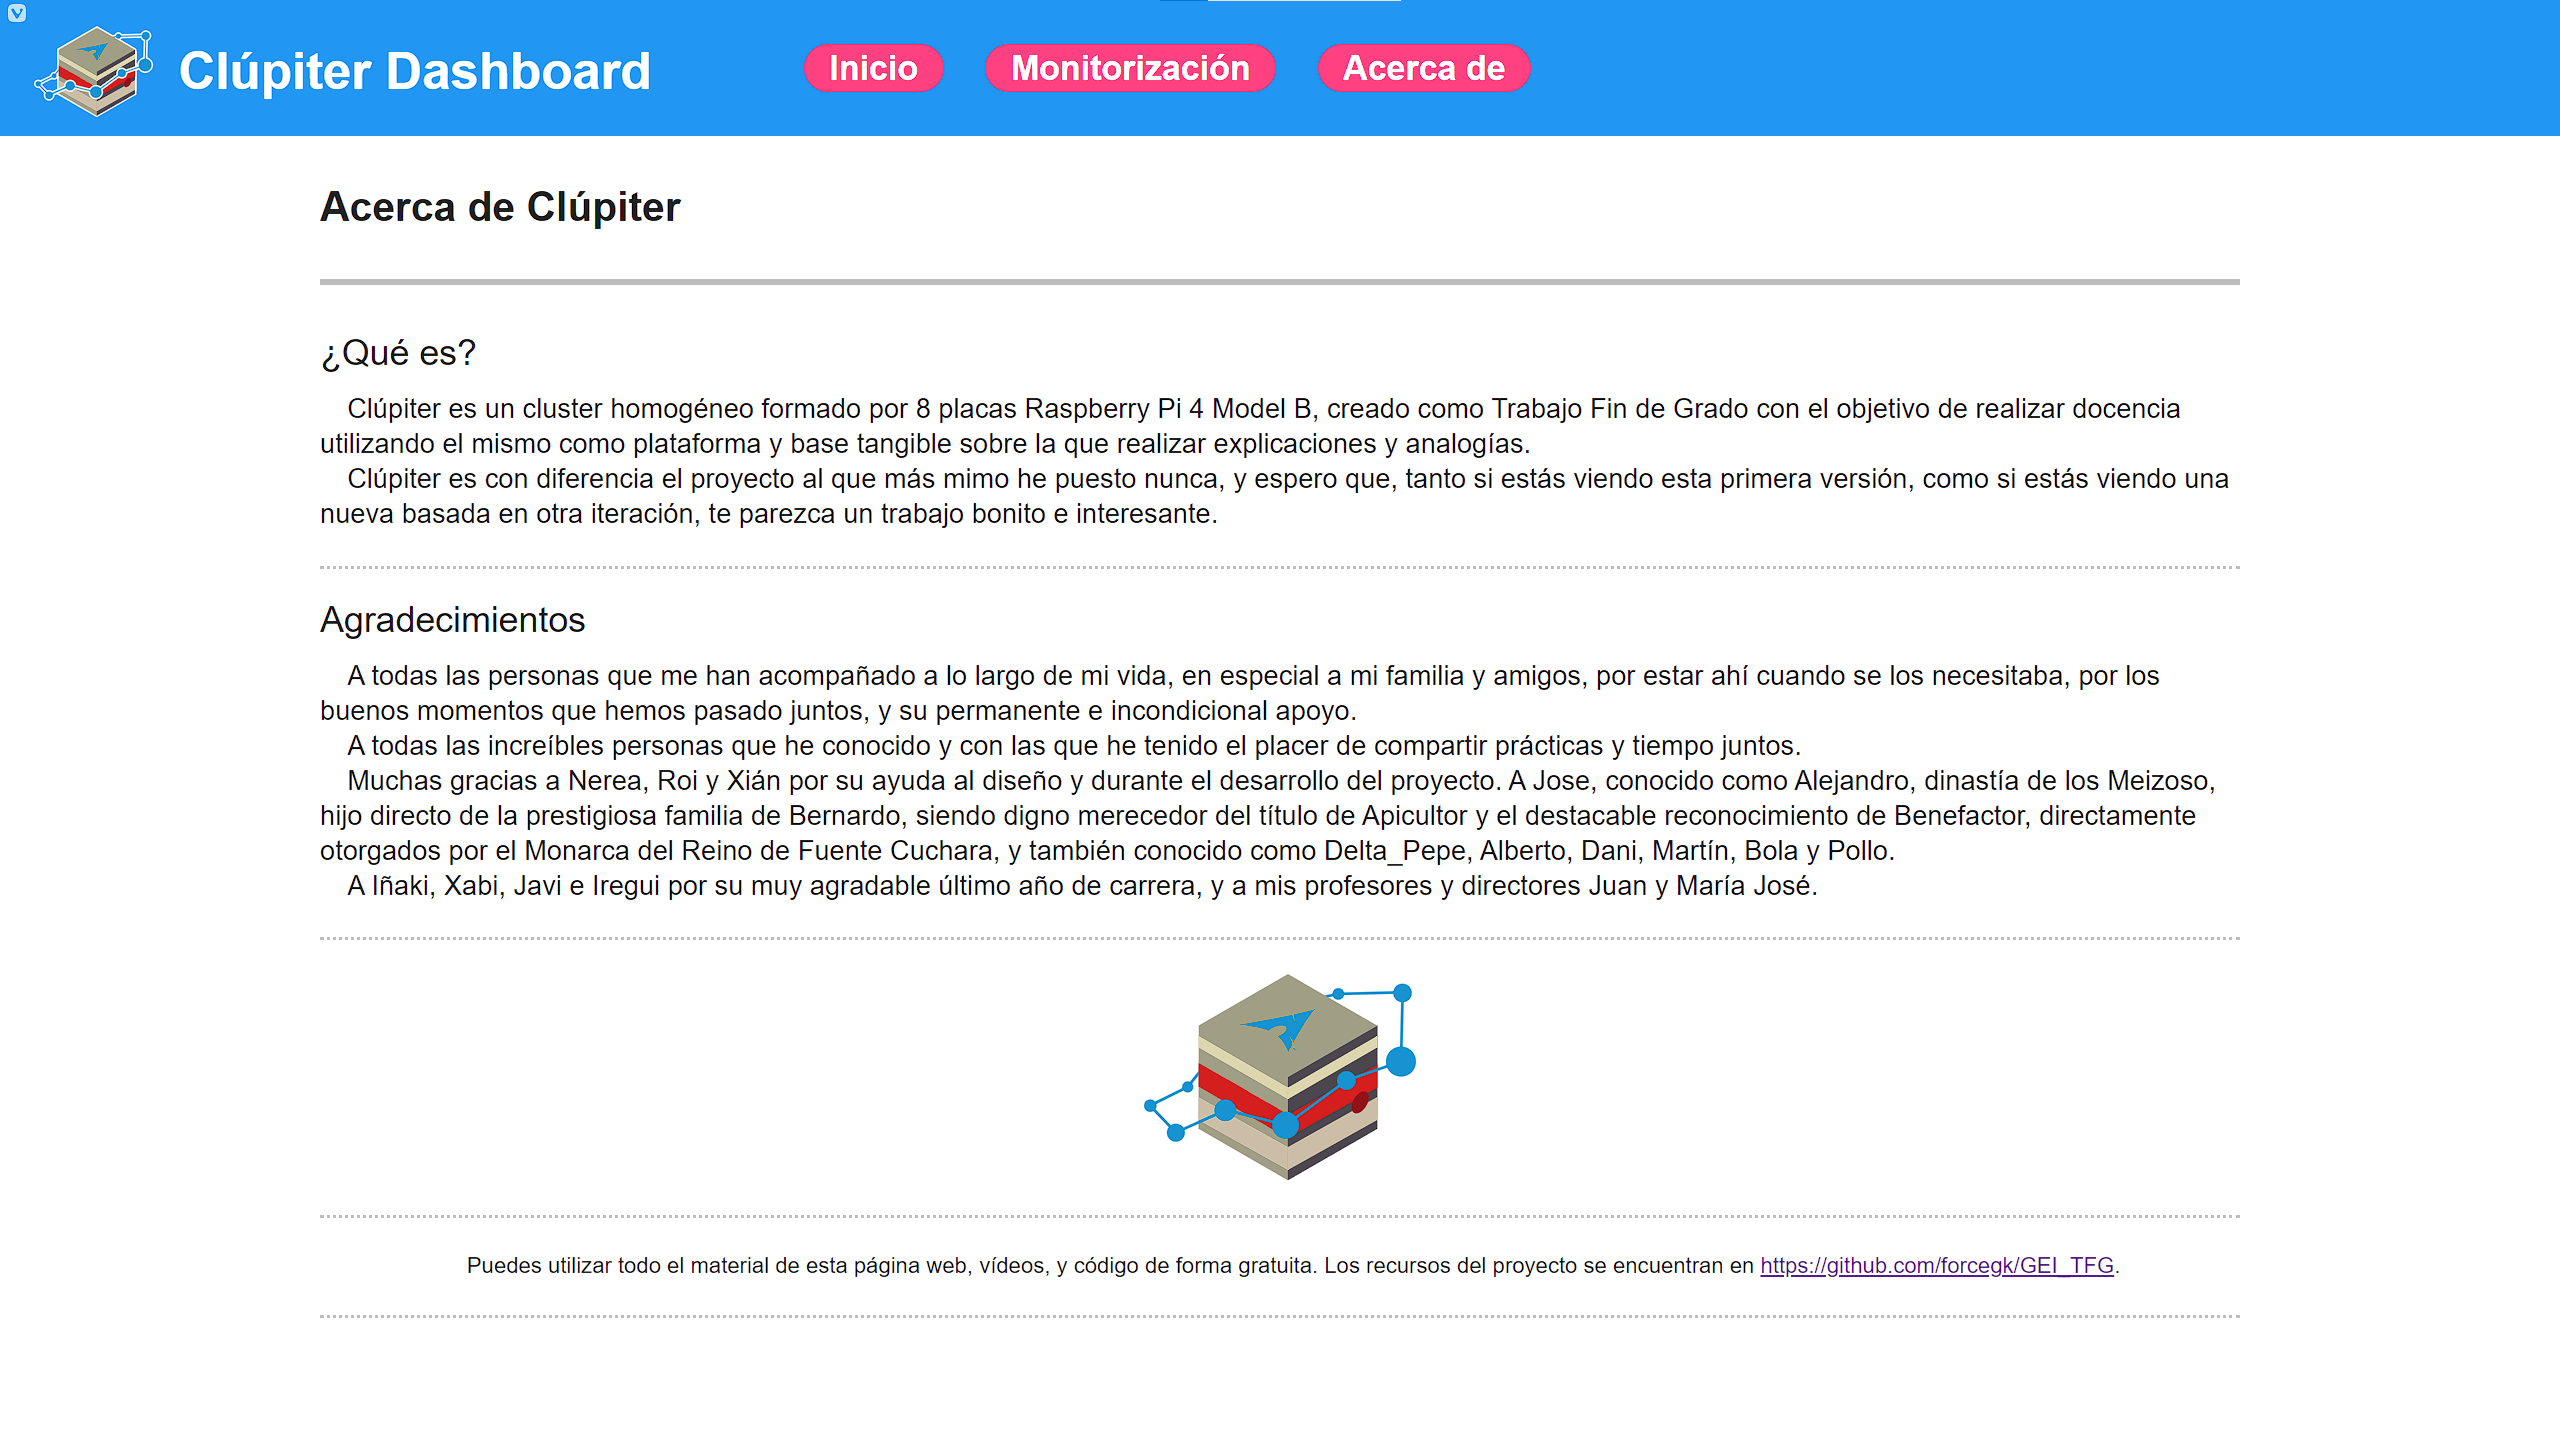 Clúpiter Dashboard
Inicio
Monitorización
Acerca de
Acerca de Clúpiter
¿Qué es?
Clúpiter es un cluster homogéneo formado por 8 placas Raspberry Pi 4 Model B, creado como Trabajo Fin de Grado con el objetivo de realizar docencia
utilizando el mismo como plataforma y base tangible sobre la que realizar explicaciones y analogías.
Clúpiter es con diferencia el proyecto al que más mimo he puesto nunca, y espero que, tanto si estás viendo esta primera versión, como si estás viendo una
nueva basada en otra iteración, te parezca un trabajo bonito e interesante.
Agradecimientos
A todas las personas que me han acompañado a lo largo de mi vida, en especial a mi familia y amigos, por estar ahí cuando se los necesitaba, por los
buenos momentos que hemos pasado juntos, y su permanente e incondicional apoyo.
A todas las increíbles personas que he conocido y con las que he tenido el placer de compartir prácticas y tiempo juntos.
Muchas gracias a Nerea, Roi y Xián por su ayuda al diseño y durante el desarrollo del proyecto. A Jose, conocido como Alejandro, dinastía de los Meizoso,
hijo directo de la prestigiosa familia de Bernardo, siendo digno merecedor del título de Apicultor y el destacable reconocimiento de Benefactor, directamente
otorgados por el Monarca del Reino de Fuente Cuchara, y también conocido como Delta_Pepe, Alberto, Dani, Martín, Bola y Pollo.
A Iñaki, Xabi, Javi e Iregui por su muy agradable último año de carrera, y a mis profesores y directores Juan y María José.
Puedes utilizar todo el material de esta página web, vídeos, y código de forma gratuita. Los recursos del proyecto se encuentran en https://github.com/forcegk/GEI_TFG.